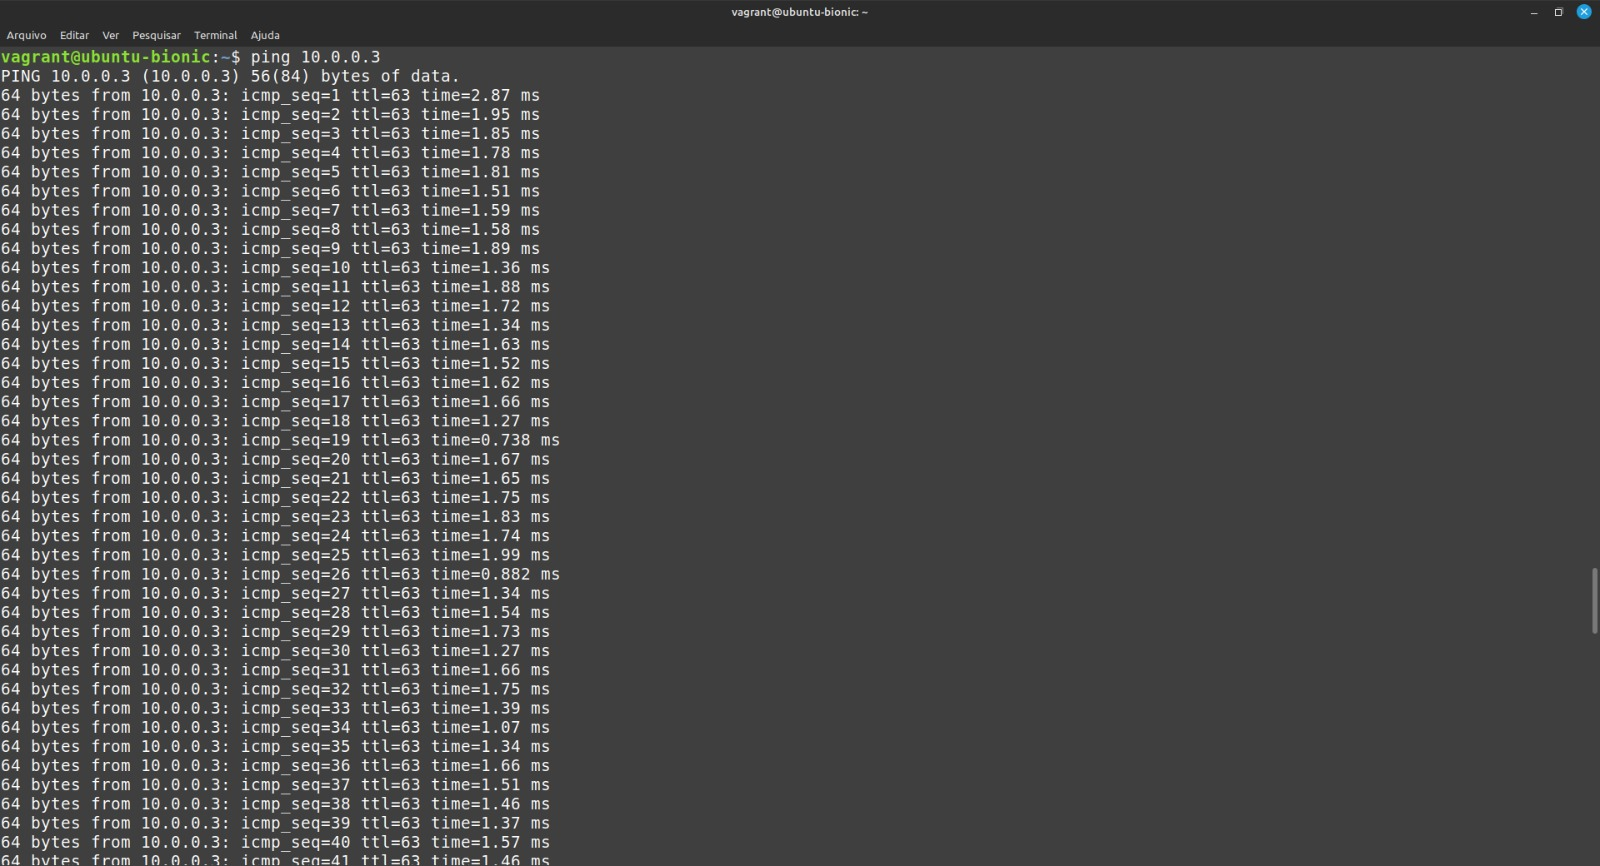 vagrant@ubuntu-bionic: ~
Arquivo Editar Ver Pesquisar Terminal Ajuda
vagrant@ubuntu-bionic:~$ ping 10.0.0.3
PING 10.0.0.3 (10.0.0.3) 56(84) bytes of data.
64 bytes from 10.0.0.3: icmp_seq=1 ttl=63 time=2.87 ms
64 bytes from 10.0.0.3: icmp_seq=2 ttl=63 time=1.95 ms
64 bytes from 10.0.0.3: icmp_seq=3 ttl=63 time=1.85 ms
64 bytes from 10.0.0.3: icmp_seq=4 ttl=63 time=1.78 ms
64 bytes from 10.0.0.3: icmp_seq=5 ttl=63 time=1.81 ms
64 bytes from 10.0.0.3: icmp_seq=6 ttl=63 time=1.51 ms
64 bytes from 10.0.0.3: icmp_seq=7 ttl=63 time=1.59 ms
64 bytes from 10.0.0.3: icmp_seq=8 ttl=63 time=1.58 ms
64 bytes from 10.0.0.3: icmp_seq=9 ttl=63 time=1.89 ms
64 bytes from 10.0.0.3: icmp_seq=10 ttl=63 time=1.36 ms
64 bytes from 10.0.0.3: icmp_seq=11 ttl=63 time=1.88 ms
64 bytes from 10.0.0.3: icmp_seq=12 ttl=63 time=1.72 ms
64 bytes from 10.0.0.3: icmp_seq=13 ttl=63 time=1.34 ms
64 bytes from 10.0.0.3: icmp_seq=14 ttl=63 time=1.63 ms
64 bytes from 10.0.0.3: icmp_seq=15 ttl=63 time=1.52 ms
64 bytes from 10.0.0.3: icmp_seq=16 ttl=63 time=1.62 ms
64 bytes from 10.0.0.3: icmp_seq=17 ttl=63 time=1.66 ms
64 bytes from 10.0.0.3: icmp_seq=18 ttl=63 time=1.27 ms
64 bytes from 10.0.0.3: icmp_seq=19 ttl=63 time=0.738 ms
64 bytes from 10.0.0.3: icmp_seq=20 ttl=63 time=1.67 ms
64 bytes from 10.0.0.3: icmp_seq=21 ttl=63 time=1.65 ms
64 bytes from 10.0.0.3: icmp_seq=22 ttl=63 time=1.75 ms
64 bytes from 10.0.0.3: icmp_seq=23 ttl=63 time=1.83 ms
64 bytes from 10.0.0.3: icmp_seq=24 ttl=63 time=1.74 ms
64 bytes from 10.0.0.3: icmp_seq=25 ttl=63 time=1.99 ms
64 bytes from 10.0.0.3: icmp_seq=26 ttl=63 time=0.882 ms
64 bytes from 10.0.0.3: icmp_seq=27 ttl=63 time=1.34 ms
64 bytes from 10.0.0.3: icmp_seq=28 ttl=63 time=1.54 ms
64 bytes from 10.0.0.3: icmp_seq=29 ttl=63 time=1.73 ms
64 bytes from 10.0.0.3: icmp_seq=30 ttl=63 time=1.27 ms
64 bytes from 10.0.0.3: icmp_seq=31 ttl=63 time=1.66 ms
64 bytes from 10.0.0.3: icmp_seq=32 ttl=63 time=1.75 ms
64 bytes from 10.0.0.3: icmp_seq=33 ttl=63 time=1.39 ms
64 bytes from 10.0.0.3: icmp_seq=34 ttl=63 time=1.07 ms
64 bytes from 10.0.0.3: icmp_seq=35 ttl=63 time=1.34 ms
64 bytes from 10.0.0.3: icmp_seq=36 ttl=63 time=1.66 ms
64 bytes from 10.0.0.3: icmp_seq=37 ttl=63 time=1.51 ms
64 bytes from 10.0.0.3: icmp_seq=38 ttl=63 time=1.46 ms
64 bytes from 10.0.0.3: icmp_seq=39 ttl=63 time=1.37 ms
64 bytes from 10.0.0.3: icmp_seq=40 ttl=63 time=1.57 ms
64 bytes from 10.0.0.3: icmp_seq=41 ttl=63 time=1.46 ms